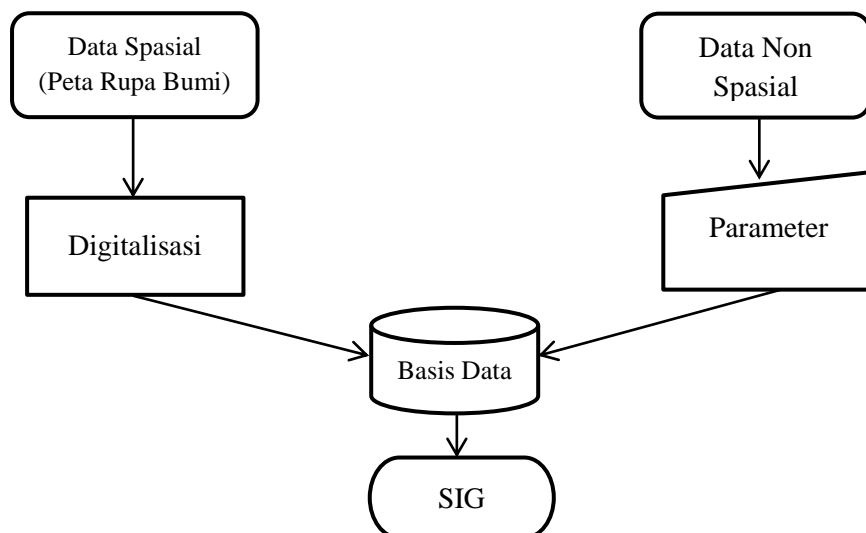 Data Spasial
(Peta Rupa Bumi)
Data Non
Spasial
Digitalisasi
Parameter
Basis Data
SIG